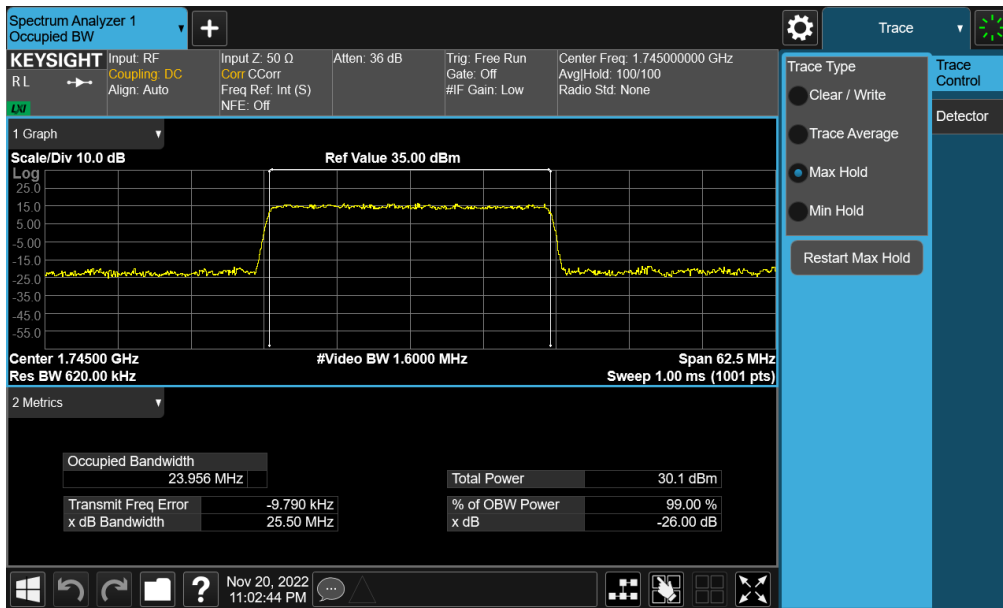 Spectrum Analyzer 1
Occupied BW
Trace
KEYSIGHT
R L
LXI
Input: RF
Coupling: DC
Align: Auto
Input Z: 50 Ω
Corr CCorr
Freq Ref: Int (S)
NFE: Off
Atten: 36 dB
Trig: Free Run
Gate: Off
#IF Gain: Low
Center Freq: 1.745000000 GHz
Avg|Hold: 100/100
Radio Std: None
Trace Type
Clear / Write
Trace Average
Max Hold
Min Hold
Restart Max Hold
Trace Control
Detector
1 Graph
Scale/Div 10.0 dB
Ref Value 35.00 dBm
Log
25.0
15.0
5.00
-5.00
-15.0
-25.0
-35.0
-45.0
-55.0
Center 1.74500 GHz
#Video BW 1.6000 MHz
Span 62.5 MHz
Res BW 620.00 kHz
Sweep 1.00 ms (1001 pts)
2 Metrics
Occupied Bandwidth
23.956 MHz
Total Power 30.1 dBm
Transmit Freq Error -9.790 kHz
% of OBW Power 99.00 %
x dB Bandwidth 25.50 MHz
x dB -26.00 dB
?
Nov 20, 2022
11:02:44 PM